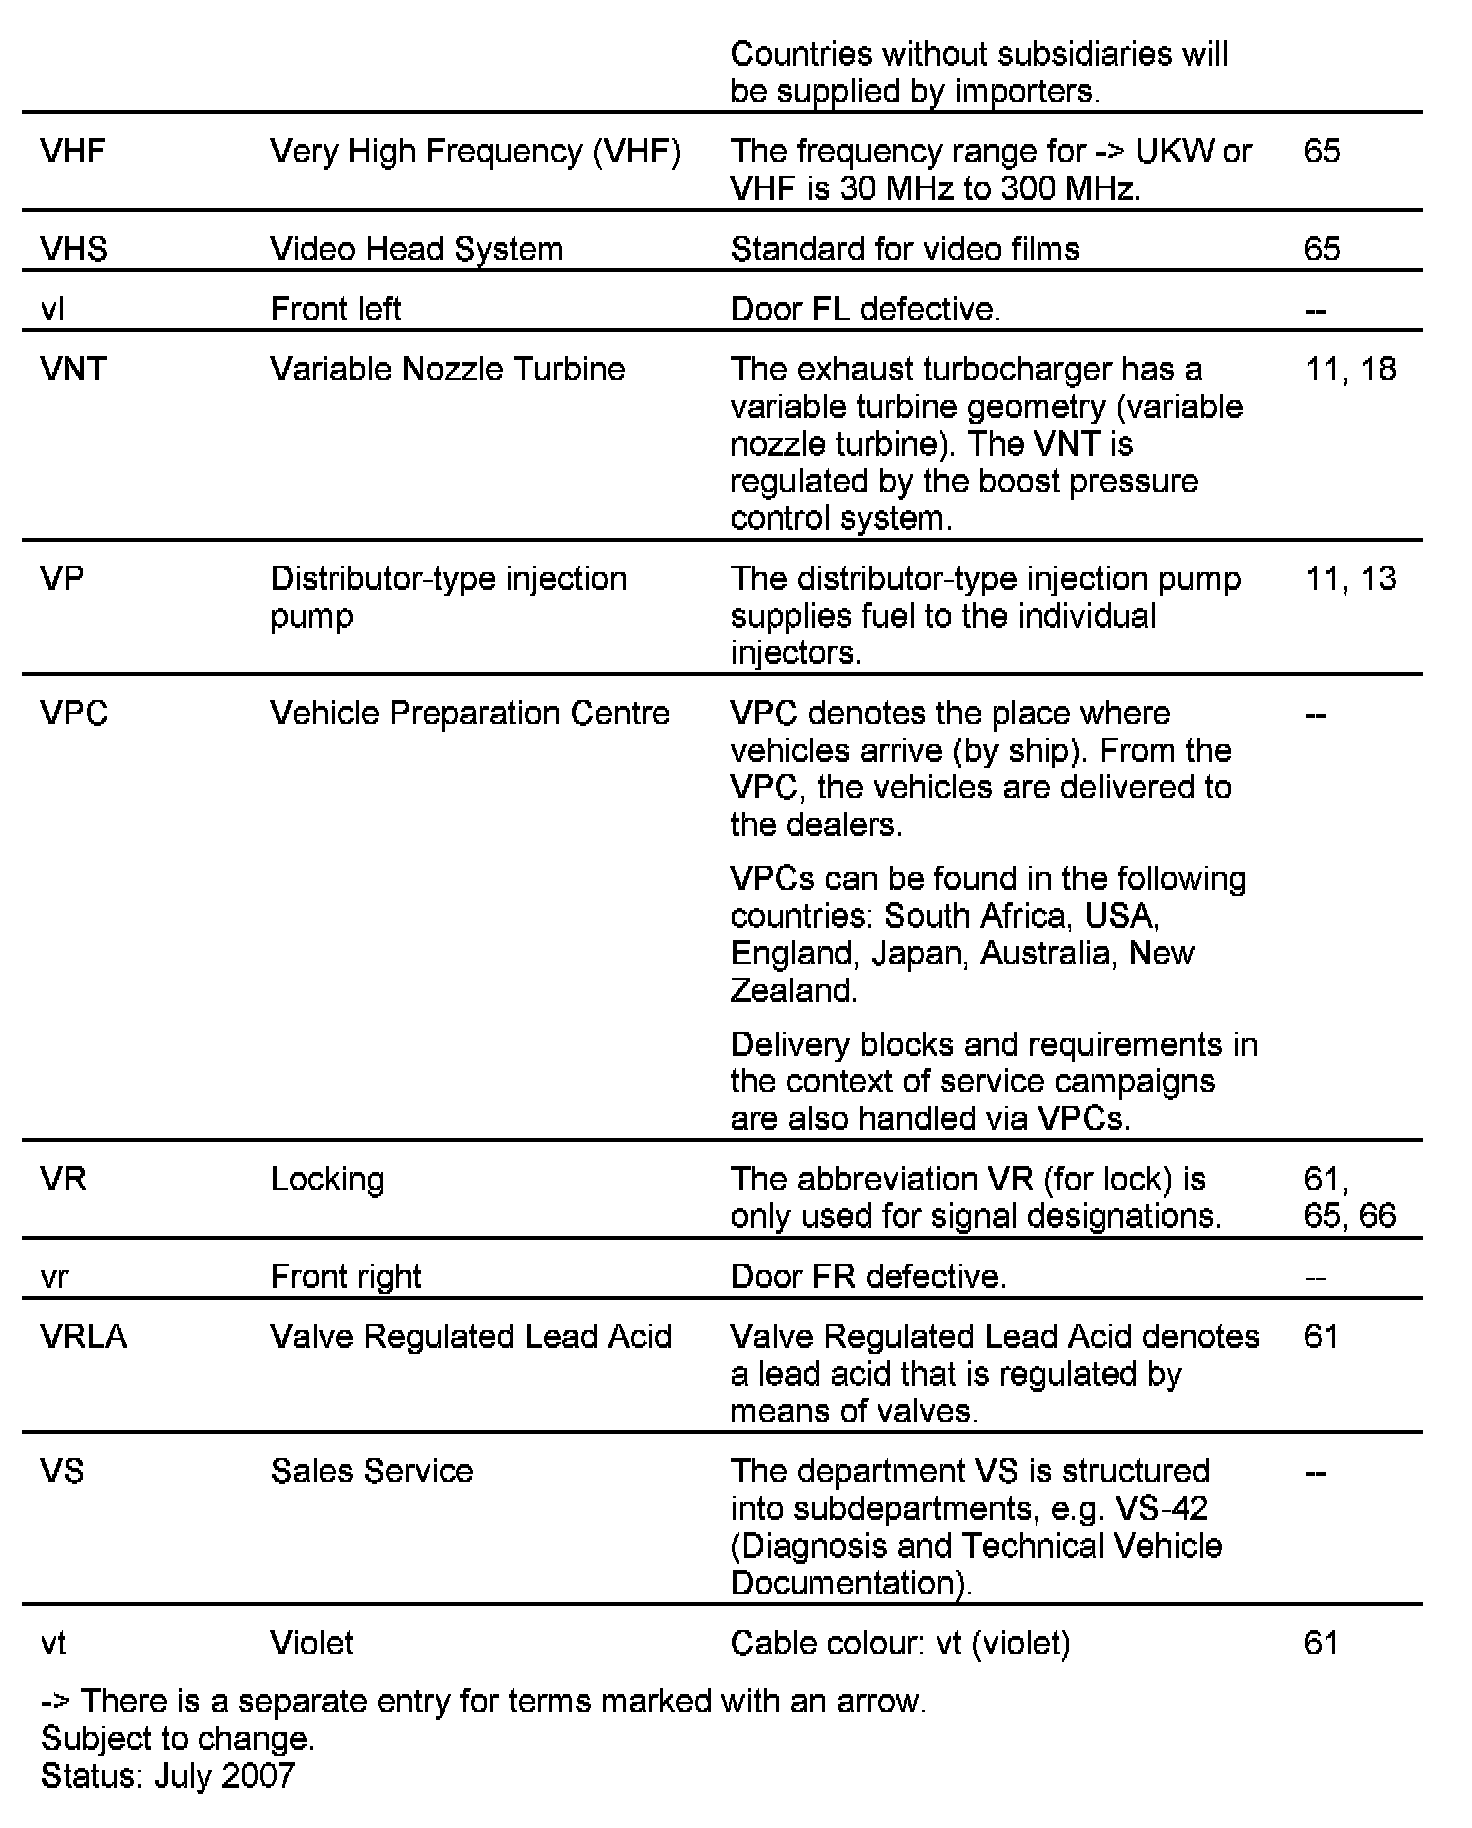 Countries without subsidiaries will
be supplied by importers.
VHF Very High Frequency (VHF) The frequency range for -> UKW or 65
VHF is 30 MHz to 300 MHz.
VHS Video Head System Standard for video films 65
vl Front left Door FL defective. --
VNT Variable Nozzle Turbine The exhaust turbocharger has a 11, 18
variable turbine geometry (variable
nozzle turbine). The VNT is
regulated by the boost pressure
control system.
VP Distributor-type injection The distributor-type injection pump 11, 13
pump supplies fuel to the individual
injectors.
VPC Vehicle Preparation Centre VPC denotes the place where --
vehicles arrive (by ship). From the
VPC, the vehicles are delivered to
the dealers.
VPCs can be found in the following
countries: South Africa, USA,
England, Japan, Australia, New
Zealand.
Delivery blocks and requirements in
the context of service campaigns
are also handled via VPCs.
VR Locking The abbreviation VR (for lock) is 61,
only used for signal designations. 65, 66
vr Front right Door FR defective. --
VRLA Valve Regulated Lead Acid Valve Regulated Lead Acid denotes 61
a lead acid that is regulated by
means of valves.
VS Sales Service The department VS is structured --
into subdepartments, e.g. VS-42
(Diagnosis and Technical Vehicle
Documentation).
vt Violet Cable colour: vt (violet) 61
-> There is a separate entry for terms marked with an arrow.
Subject to change.
Status: July 2007